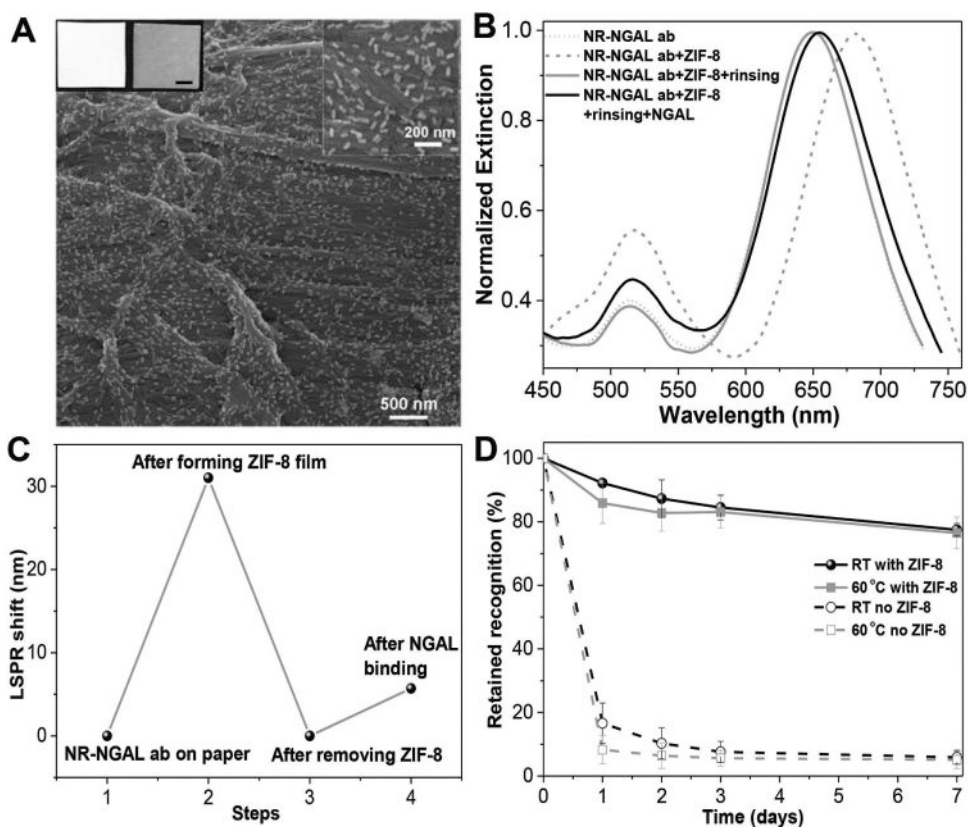 A
200 nm
500 nm
B
NR-NGAL ab
NR-NGAL ab+ZIF-8
NR-NGAL ab+ZIF-8+rinsing
NR-NGAL ab+ZIF-8
+rinsing+NGAL
Normalized Extinction
1.0
0.8
0.6
0.4
450 500 550 600 650 700 750
Wavelength (nm)
C
After forming ZIF-8 film
After NGAL
binding
NR-NGAL ab on paper
After removing ZIF-8
LSPR shift (nm)
30
20
10
0
1 2 3 4
Steps
D
RT with ZIF-8
60°C with ZIF-8
RT no ZIF-8
60°C no ZIF-8
Retained recognition (%)
100
80
60
40
20
0
0 1 2 3 4 5 6 7
Time (days)